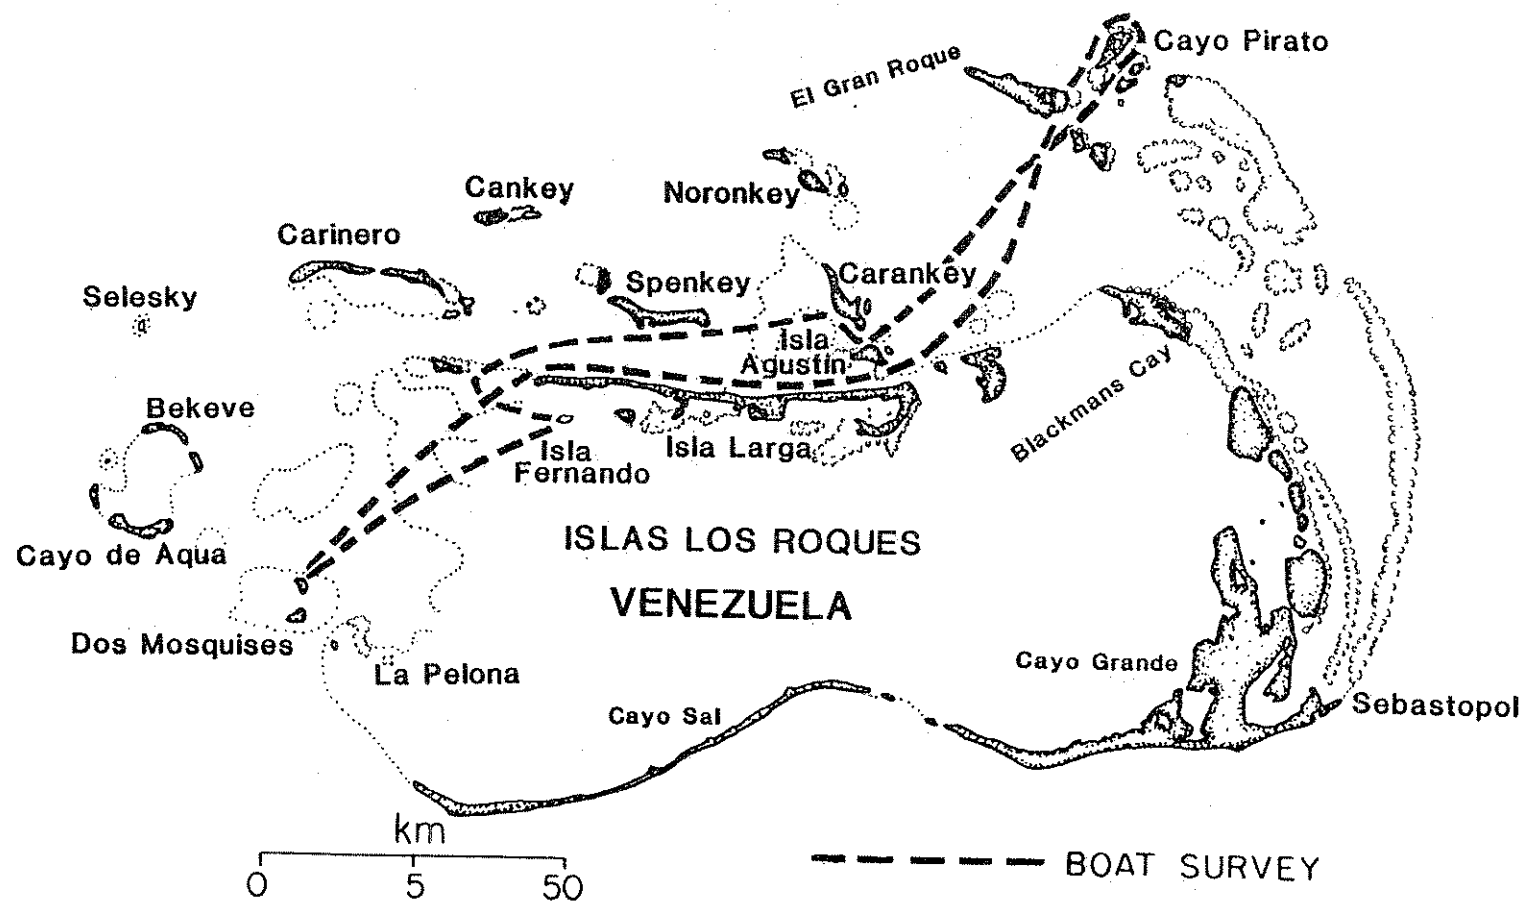 Cayo Pirato
El Gran Roque
Cankey
Noronkey
Carinero
Carankey
Spenkey
Selesky
Isla
Agustin
Bekeve
Blackmans Cay
Isla Larga
Isla
Fernando
ISLAS LOS ROQUES
Cayo de Aqua
VENEZUELA
Dos Mosquises
La Pelona
Cayo Grande
Sebastopol
Cayo Sal
km
0 5 50
BOAT SURVEY